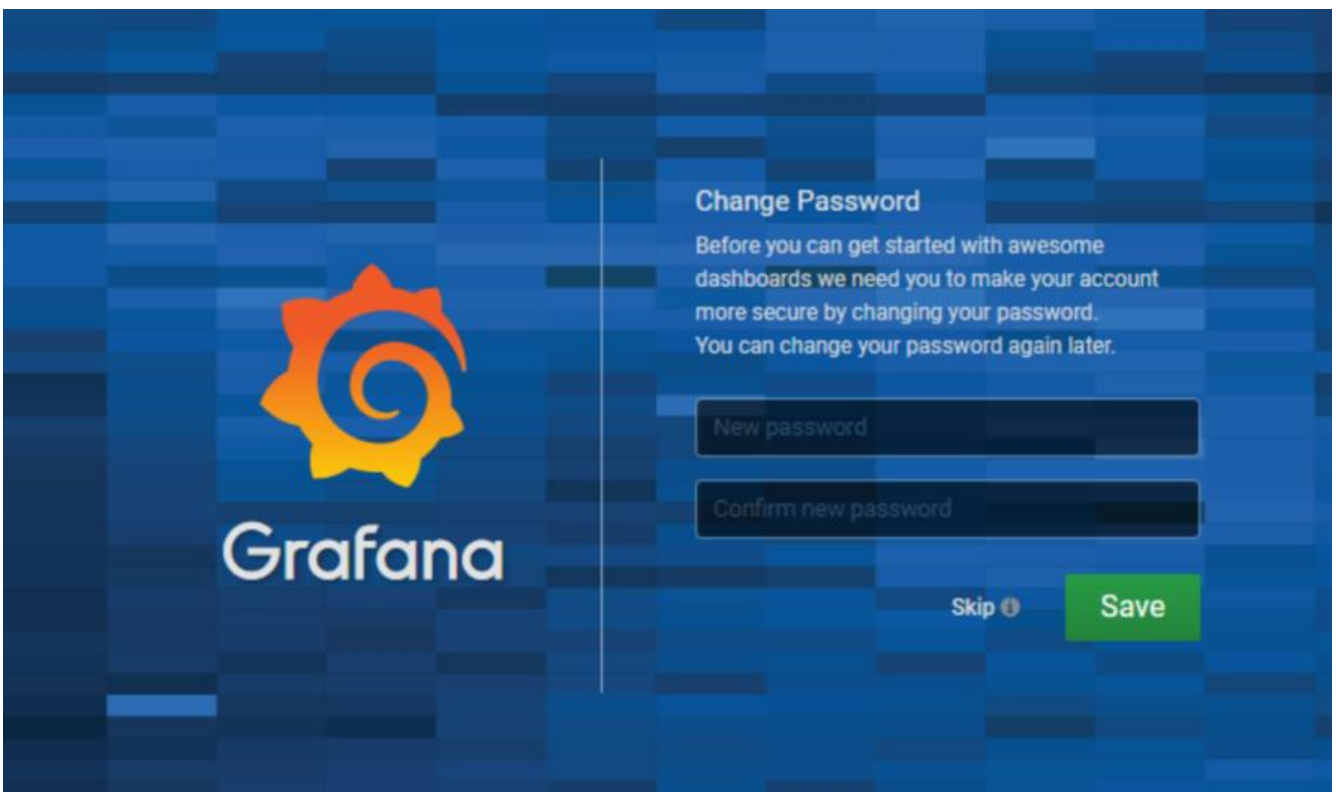 Grafana
Change Password
Before you can get started with awesome
dashboards we need you to make your account
more secure by changing your password.
You can change your password again later.
New password
Confirm new password
Skip
Save